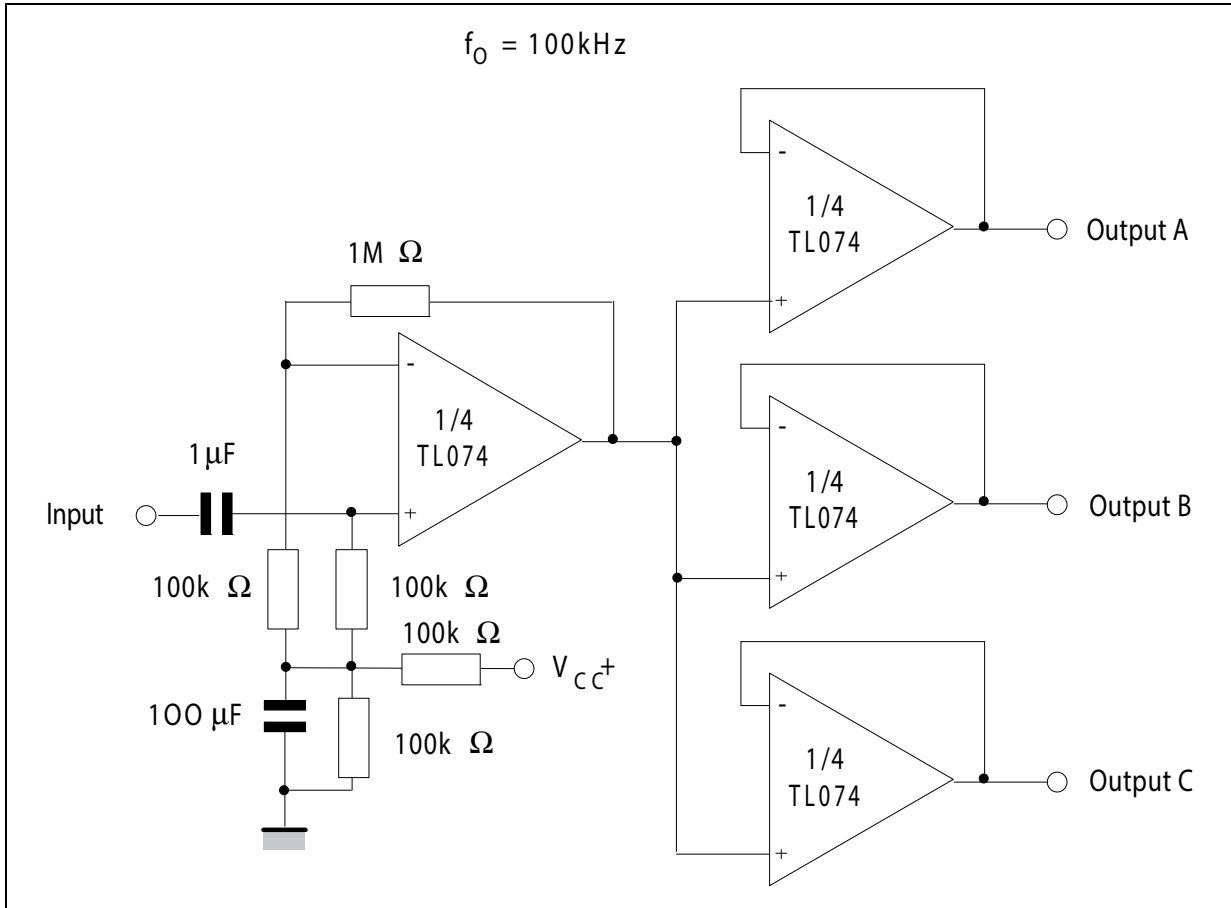 fO = 100kHz
-
1/4
TL074
+
Output A
1M Ω
-
1/4
TL074
+
1µF
Input
-
1/4
TL074
+
Output B
100k Ω
100k Ω
100k Ω
VCC+
100 µF
100k Ω
-
1/4
TL074
+
Output C